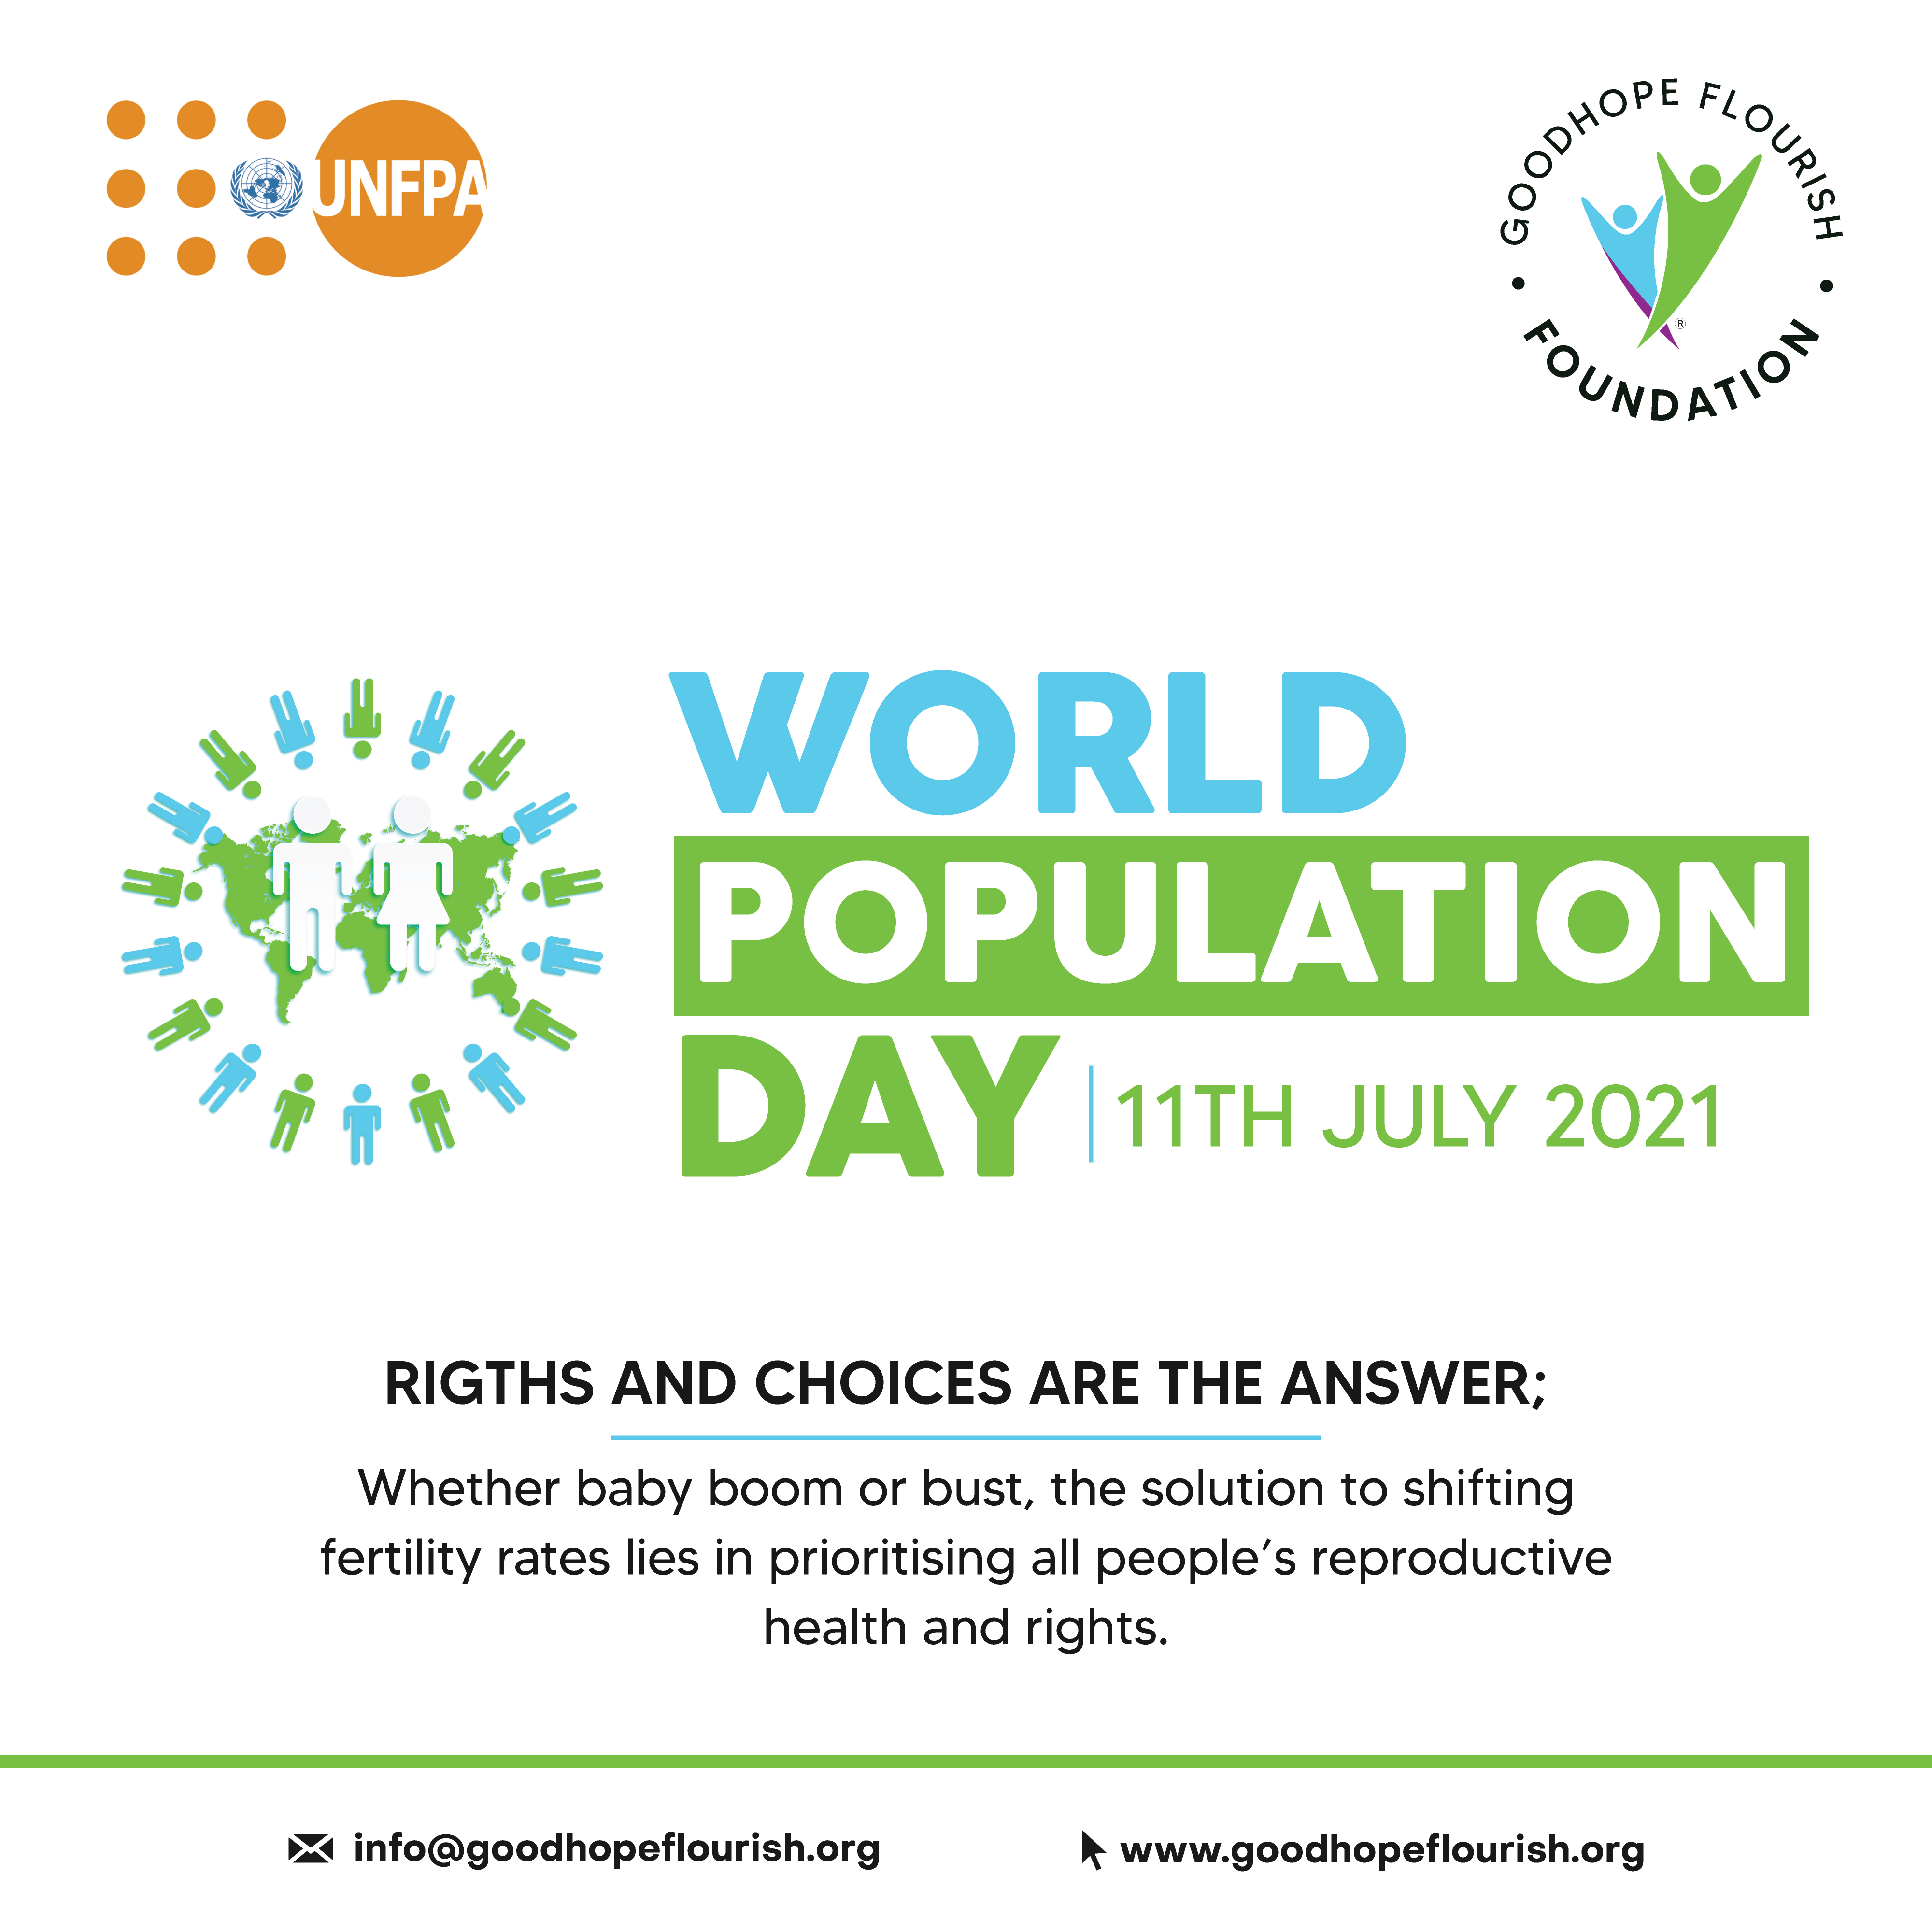 UNFPA
GOODHOPE FLOURISH
FOUNDATION
®
WORLD
POPULATION
DAY
11TH JULY 2021
RIGTHS AND CHOICES ARE THE ANSWER;
Whether baby boom or bust, the solution to shifting
fertility rates lies in prioritising all people's reproductive
health and rights.
info@goodhopeflourish.org
www.goodhopeflourish.org